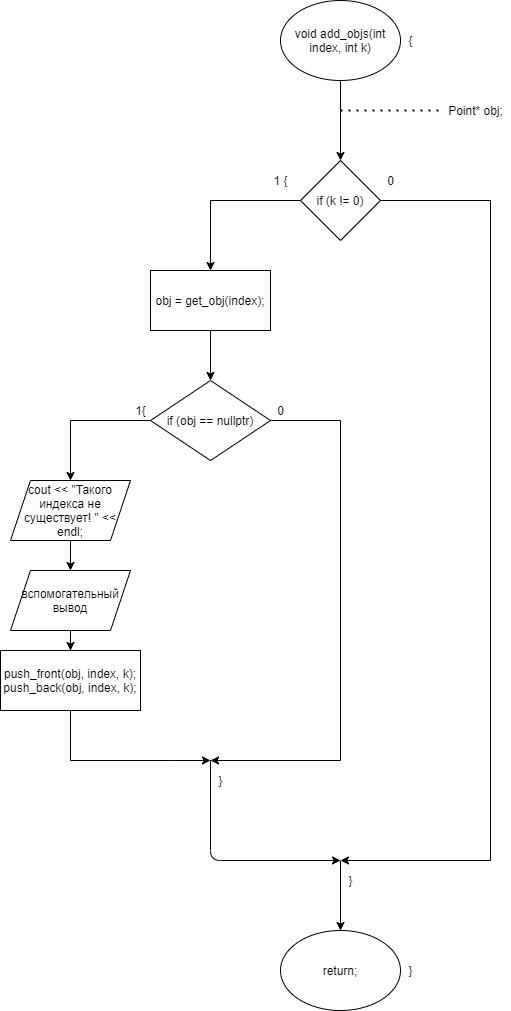 void add_objs(int
index, int k)
{
Point* obj;
1 {
0
if (k != 0)
obj = get_obj(index);
1{
0
if (obj == nullptr)
cout << "Такого
индекса не
существует! " <<
endl;
вспомогательный
вывод
push_front(obj, index, k);
push_back(obj, index, k);
}
}
return;
}